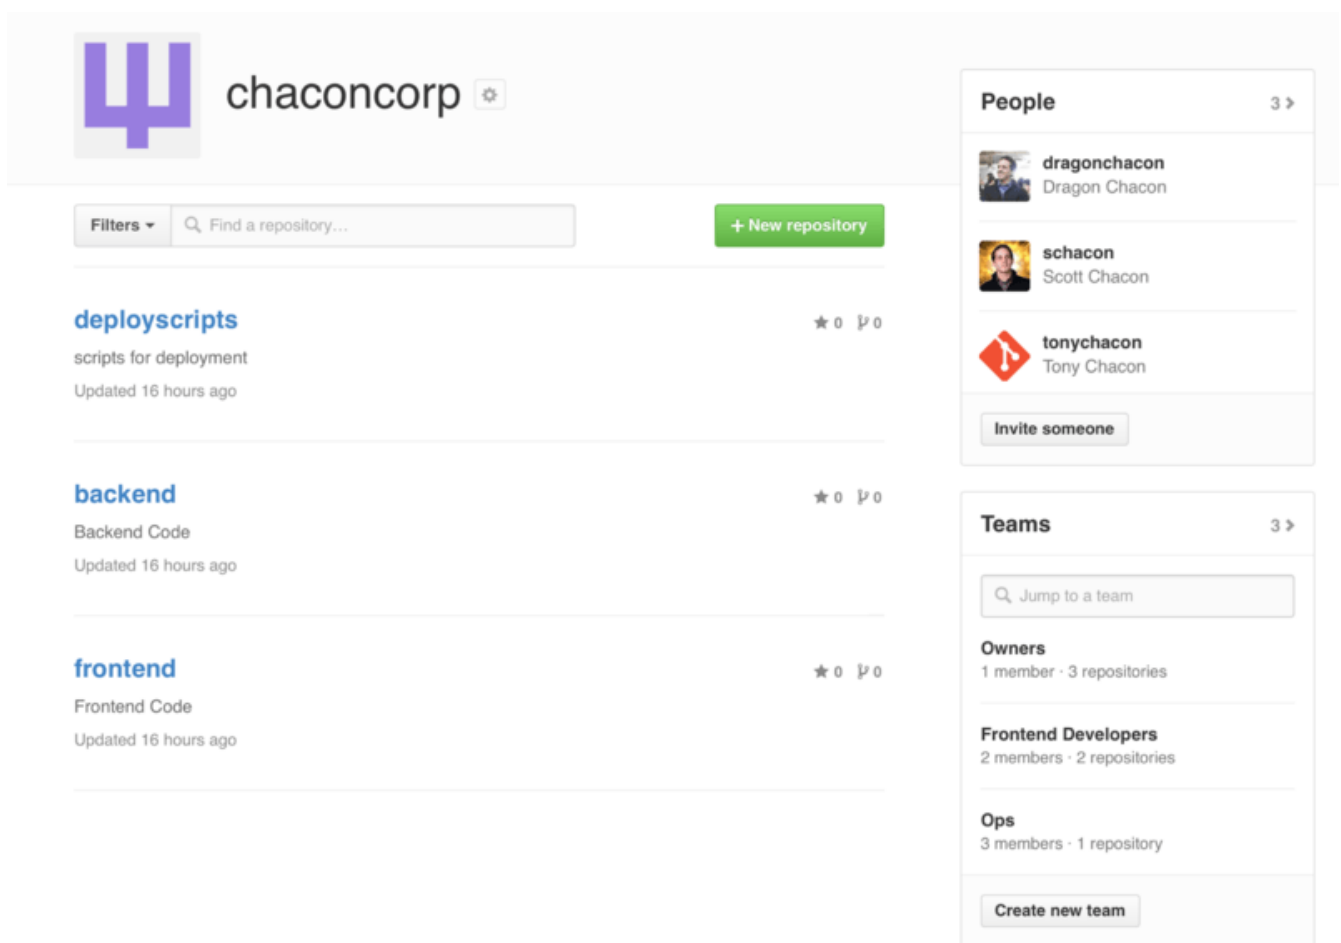 chaconcorp
Filters
Find a repository...
+ New repository
deployscripts
0 0
scripts for deployment
Updated 16 hours ago
backend
0 0
Backend Code
Updated 16 hours ago
frontend
0 0
Frontend Code
Updated 16 hours ago
People 3
dragonchacon
Dragon Chacon
schacon
Scott Chacon
tonychacon
Tony Chacon
Invite someone
Teams 3
Jump to a team
Owners
1 member · 3 repositories
Frontend Developers
2 members · 2 repositories
Ops
3 members · 1 repository
Create new team